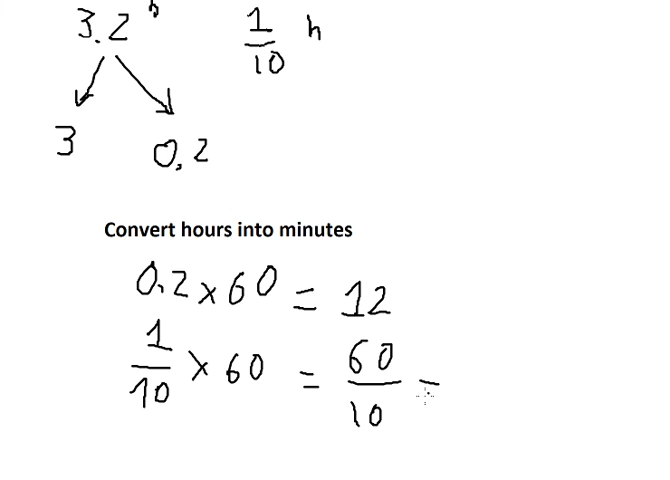 3.2 h 1/10 h
3 0,2
Convert hours into minutes
0.2 x 60 = 12
1/10 x 60 = 60/10 =